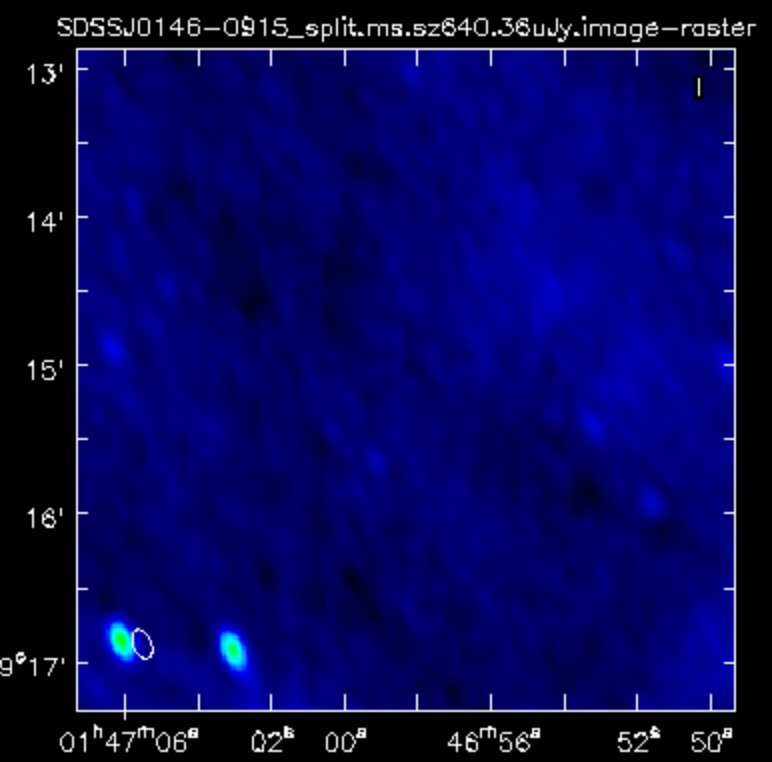 SDSSJ0146-0915_split.ms.sz640.36uJy.image-raster
I
13'
14'
15'
16'
9°17'
01ʰ47ᵐ06ˢ 02ˢ 00ˢ 46ᵐ56ˢ 52ˢ 50ˢ